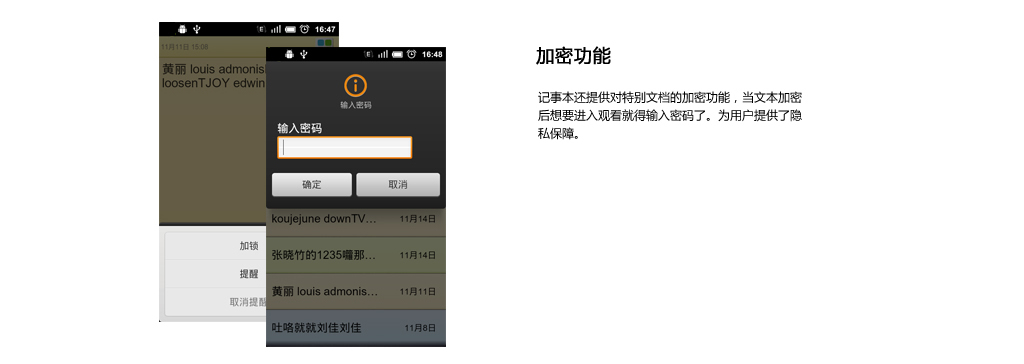 16:47
11月11日 15:08
黄丽 louis admonish
loosenTJOY edwin
加锁
提醒
取消提醒
16:48
输入密码
输入密码
确定
取消
koujejune downTV… 11月14日
张晓竹的1235囖那… 11月14日
黄丽 louis admonis… 11月11日
吐咯就就刘佳刘佳 11月8日
加密功能
记事本还提供对特别文档的加密功能，当文本加密
后想要进入观看就得输入密码了。为用户提供了隐
私保障。